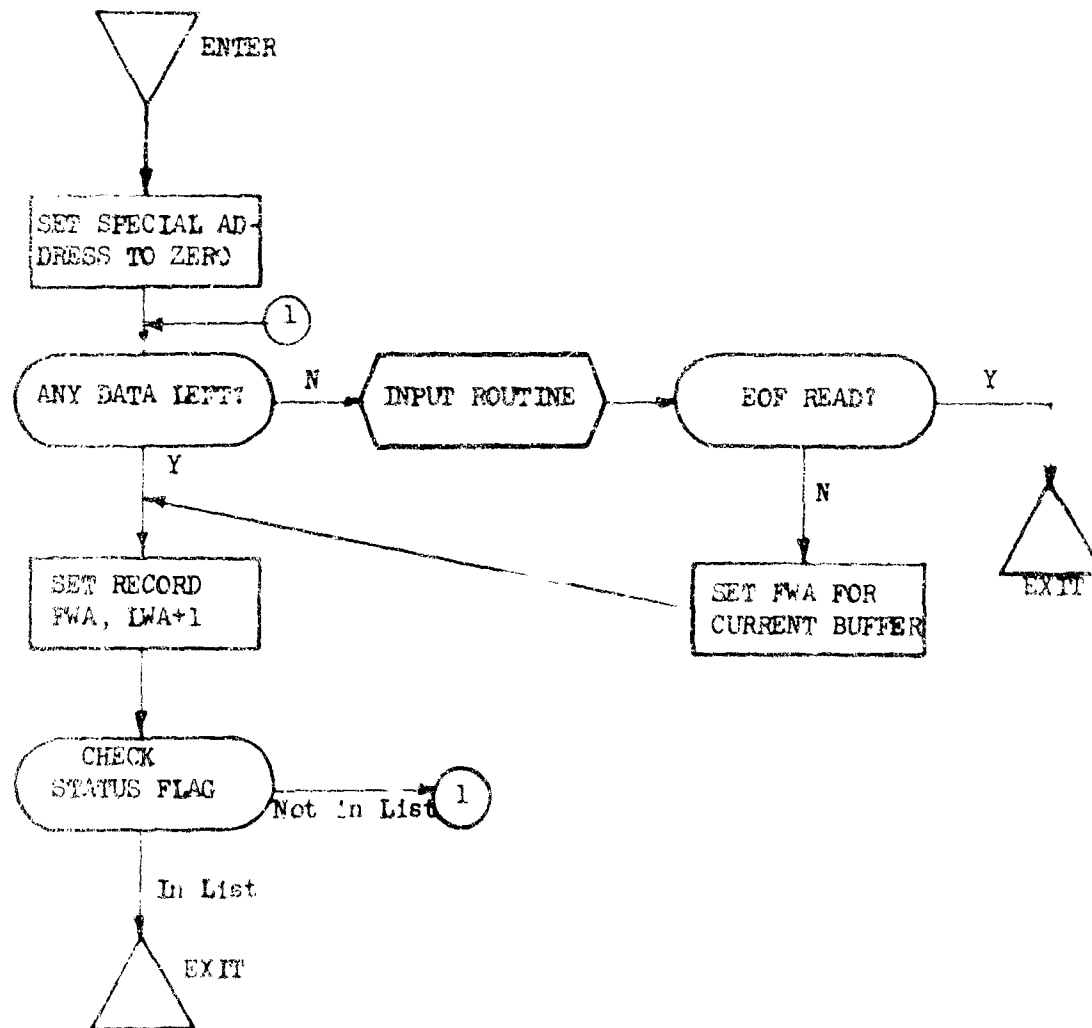 ENTER
SET SPECIAL AD-
DRESS TO ZERO
1
ANY DATA LEFT?
N
INPUT ROUTINE
EOF READ?
Y
Y
N
EXIT
SET RECORD
FWA, LWA+1
SET FWA FOR
CURRENT BUFFER
CHECK
STATUS FLAG
Not in List
1
In List
EXIT